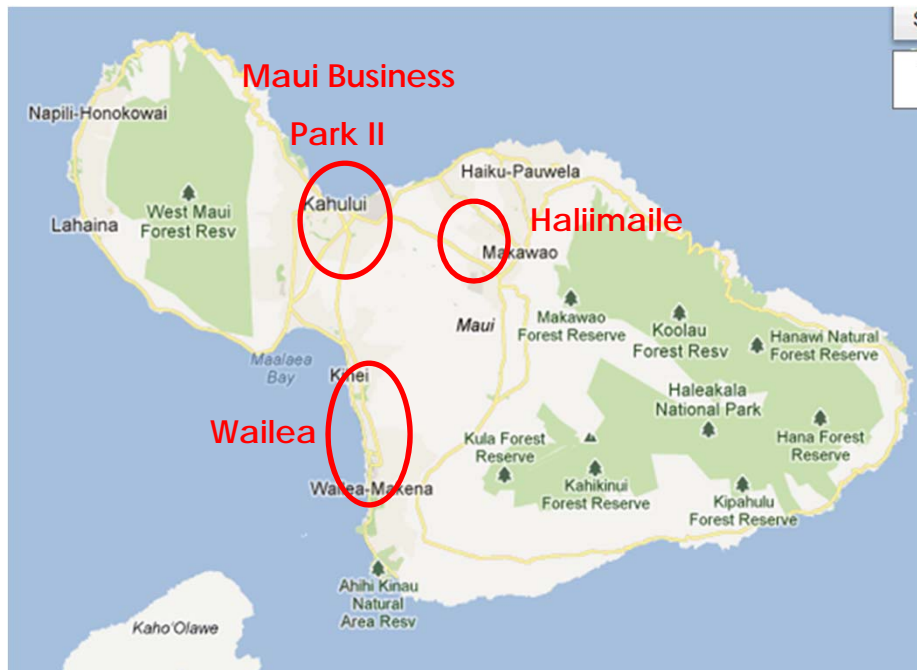 S
Maui Business
Park II
Napili-Honokowai
Kahului
Haiku-Pauwela
Lahaina
West Maui
Forest Resv
Haliimaile
Makawao
Maui
Makawao
Forest Reserve
Koolau
Forest Resv
Hanawi Natural
Forest Reserve
Maalaea
Bay
Kihei
Haleakala
National Park
Wailea
Kula Forest
Reserve
Hana Forest
Reserve
Wailea-Makena
Kahikinui
Forest Reserve
Kipahulu
Forest Reserve
Ahihi Kinau
Natural
Area Resv
Kaho'Olawe